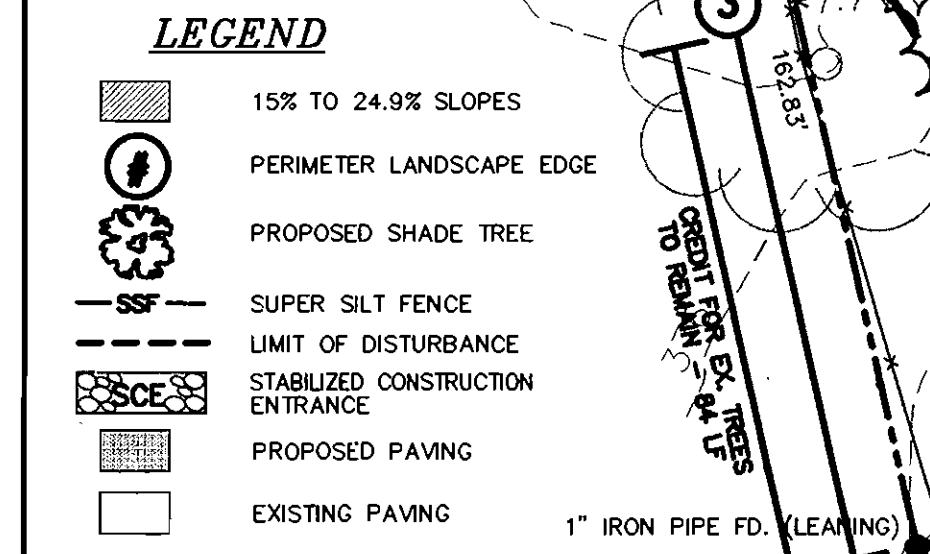 LEGEND
15% TO 24.9% SLOPES
#
PERIMETER LANDSCAPE EDGE
PROPOSED SHADE TREE
SSF
SUPER SILT FENCE
LIMIT OF DISTURBANCE
SCE
STABILIZED CONSTRUCTION
ENTRANCE
PROPOSED PAVING
EXISTING PAVING
3
162.83'
CREDIT FOR EX. TREES
TO REMAIN - 84 LF
1" IRON PIPE FD. (LEANING)